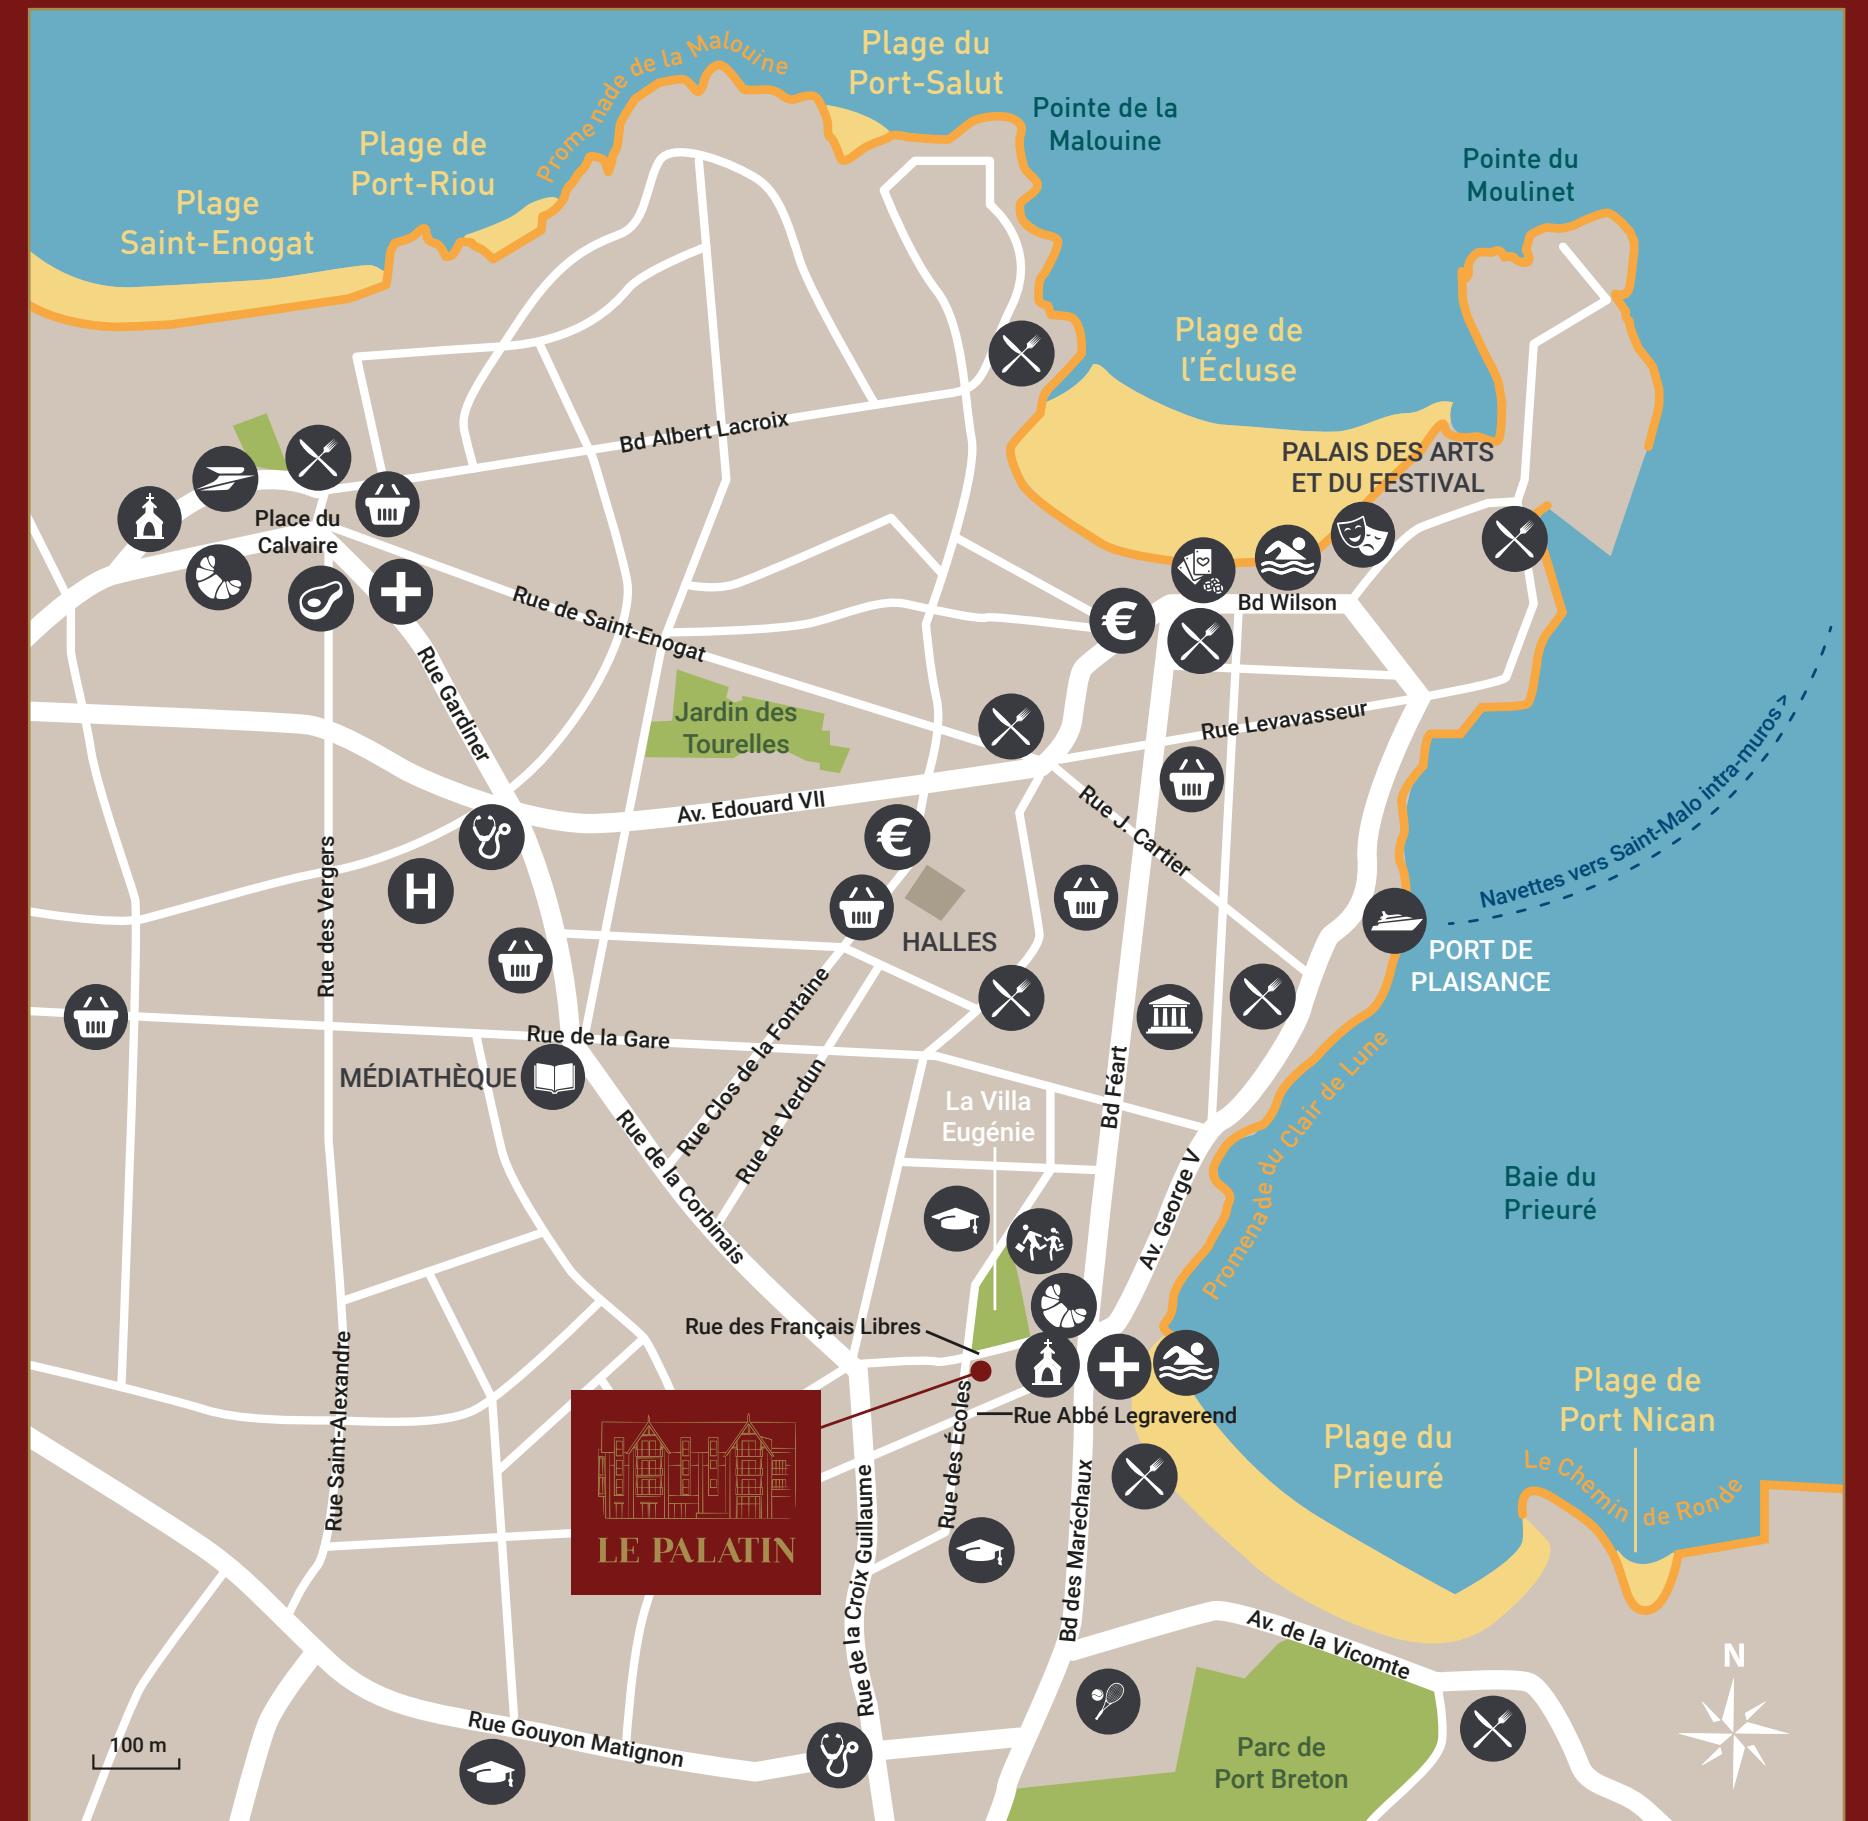 Plage du
Port-Salut
Promenade de la Malouine
Pointe de la
Malouine
Plage de
Port-Riou
Pointe du
Moulinet
Plage
Saint-Enogat
Plage de
l'Écluse
Bd Albert Lacroix
PALAIS DES ARTS
ET DU FESTIVAL
Place du
Calvaire
Rue de Saint-Enogat
€
Bd Wilson
Rue Gardiner
Jardin des
Tourelles
Rue Levavasseur
Navettes vers Saint-Malo intra-muros >
Av. Edouard VII
Rue J. Cartier
€
H
Rue des Vergers
HALLES
PORT DE
PLAISANCE
Rue de la Gare
MÉDIATHÈQUE
Rue Clos de la Fontaine
Rue de Verdun
Rue de la Corbinais
Bd Féart
La Villa
Eugénie
Promenade du Clair de Lune
Av. George V
Baie du
Prieuré
Rue des Français Libres
Rue Saint-Alexandre
Rue Abbé Legraverend
Rue des Écoles
Plage de
Port Nican
Plage du
Prieuré
Le Chemin de Ronde
LE PALATIN
Rue de la Croix Guillaume
Bd des Maréchaux
Av. de la Vicomte
Rue Gouyon Matignon
Parc de
Port Breton
100 m
N